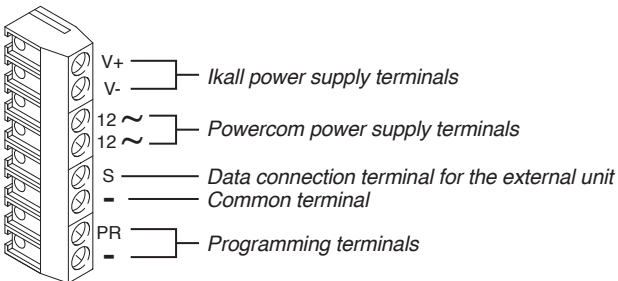 V+
V-
Ikall power supply terminals
12 ~
12 ~
Powercom power supply terminals
S
Data connection terminal for the external unit
-
Common terminal
PR
-
Programming terminals